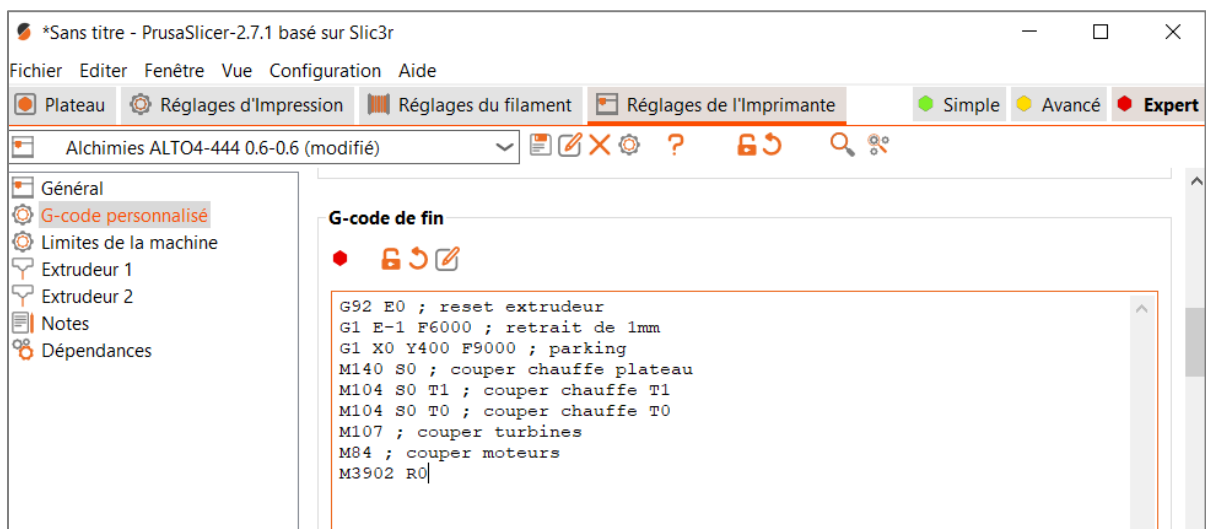 *Sans titre - PrusaSlicer-2.7.1 basé sur Slic3r
Fichier Editer Fenêtre Vue Configuration Aide
Plateau Réglages d'Impression Réglages du filament Réglages de l'Imprimante Simple Avancé Expert
Alchimies ALTO4-444 0.6-0.6 (modifié)
Général
G-code personnalisé
Limites de la machine
Extrudeur 1
Extrudeur 2
Notes
Dépendances
G-code de fin
G92 E0 ; reset extrudeur
G1 E-1 F6000 ; retrait de 1mm
G1 X0 Y400 F9000 ; parking
M140 S0 ; couper chauffe plateau
M104 S0 T1 ; couper chauffe T1
M104 S0 T0 ; couper chauffe T0
M107 ; couper turbines
M84 ; couper moteurs
M3902 R0